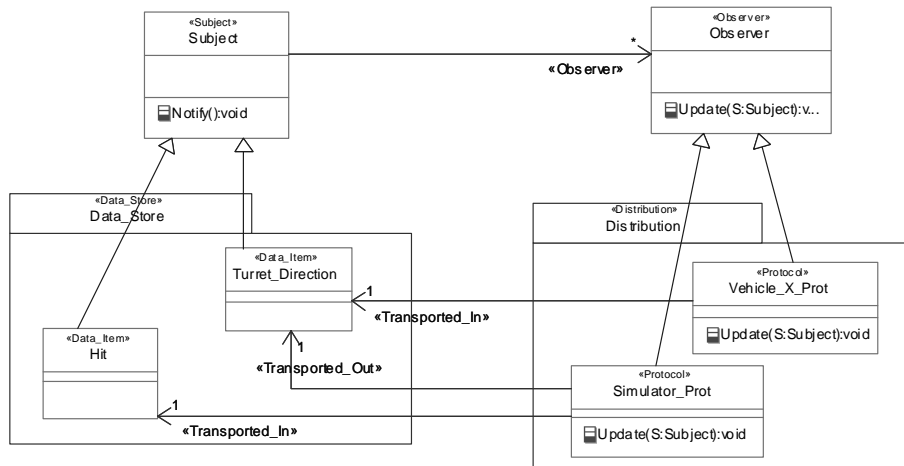 «Subject»
Subject
Notify():void
«Observer»
Observer
Update(S:Subject):v...
*
«Observer»
«Data_Store»
Data_Store
«Distribution»
Distribution
«Data_Item»
Turret_Direction
«Protocol»
Vehicle_X_Prot
Update(S:Subject):void
1
«Transported_In»
«Data_Item»
Hit
1
«Transported_Out»
«Protocol»
Simulator_Prot
Update(S:Subject):void
1
«Transported_In»